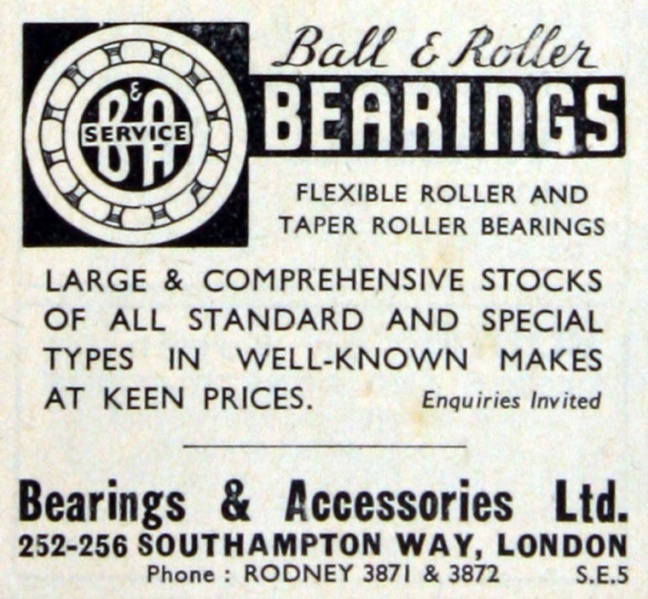 Ball & Roller
BEARINGS
B & A
SERVICE
FLEXIBLE ROLLER AND
TAPER ROLLER BEARINGS
LARGE & COMPREHENSIVE STOCKS
OF ALL STANDARD AND SPECIAL
TYPES IN WELL-KNOWN MAKES
AT KEEN PRICES. Enquiries Invited
Bearings & Accessories Ltd.
252-256 SOUTHAMPTON WAY, LONDON
Phone : RODNEY 3871 & 3872 S.E.5